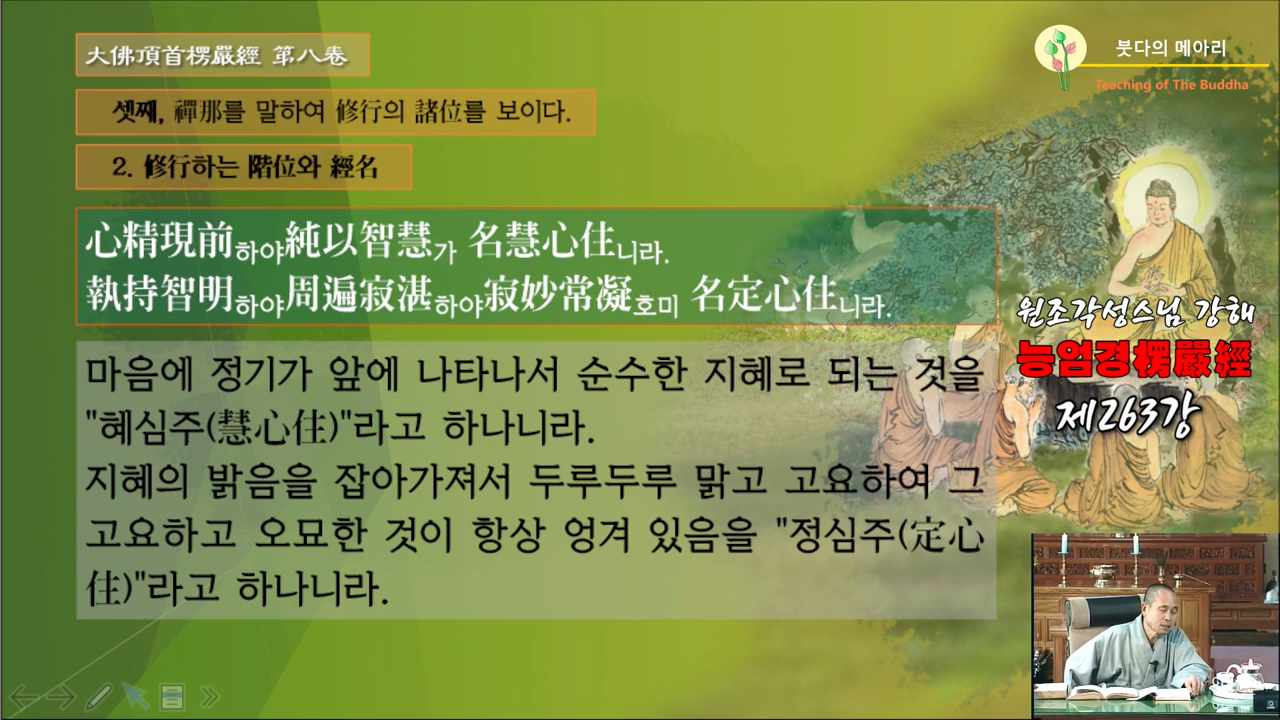 大佛頂首楞嚴經 第八卷
셋째, 禪那를 말하여 修行의 諸位를 보이다.
2. 修行하는 階位와 經名
心精現前하야純以智慧가 名慧心住니라.
執持智明하야周遍寂湛하야寂妙常凝호미 名定心住니라.
마음에 정기가 앞에 나타나서 순수한 지혜로 되는 것을
"혜심주(慧心住)"라고 하나니라.
지혜의 밝음을 잡아가져서 두루두루 맑고 고요하여 그
고요하고 오묘한 것이 항상 엉겨 있음을 "정심주(定心
住)"라고 하나니라.
붓다의 메아리
Teaching of The Buddha
원조각성스님 강해
능엄경楞嚴經
제263강